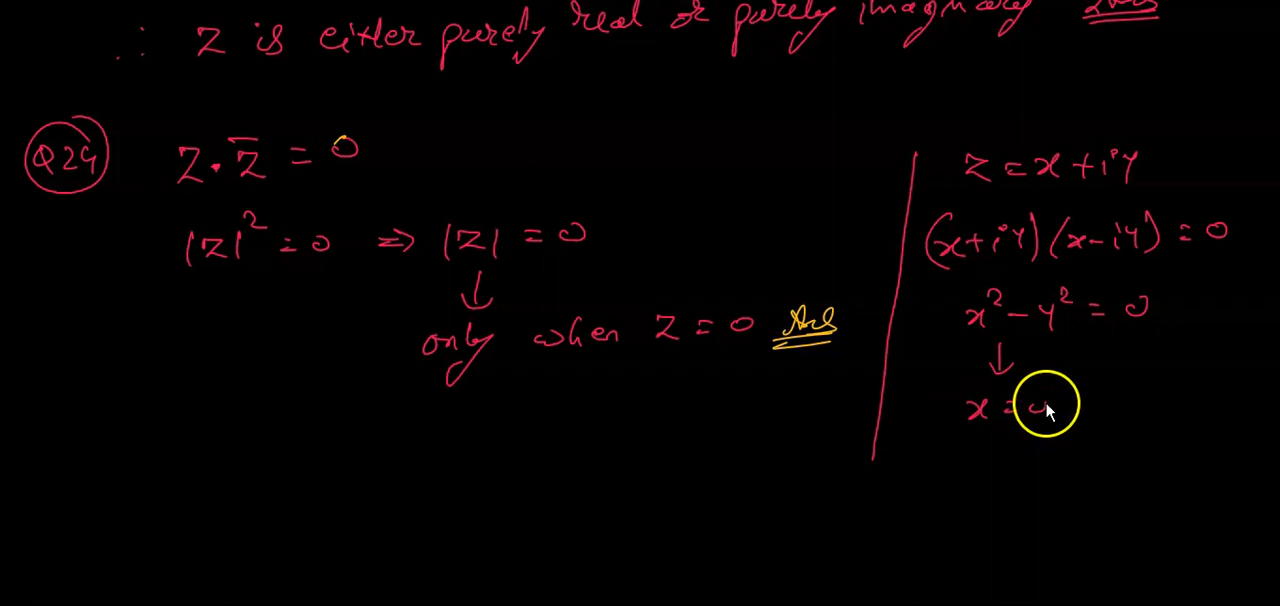 ∴ Z is either purely real or purely imaginary Ans
Q24
Z · Z̅ = 0
|Z|² = 0 ⇒ |Z| = 0
↓
only when Z = 0 Ans
Z = x + iy
(x + iy)(x - iy) = 0
x² - y² = 0
↓
x = 0